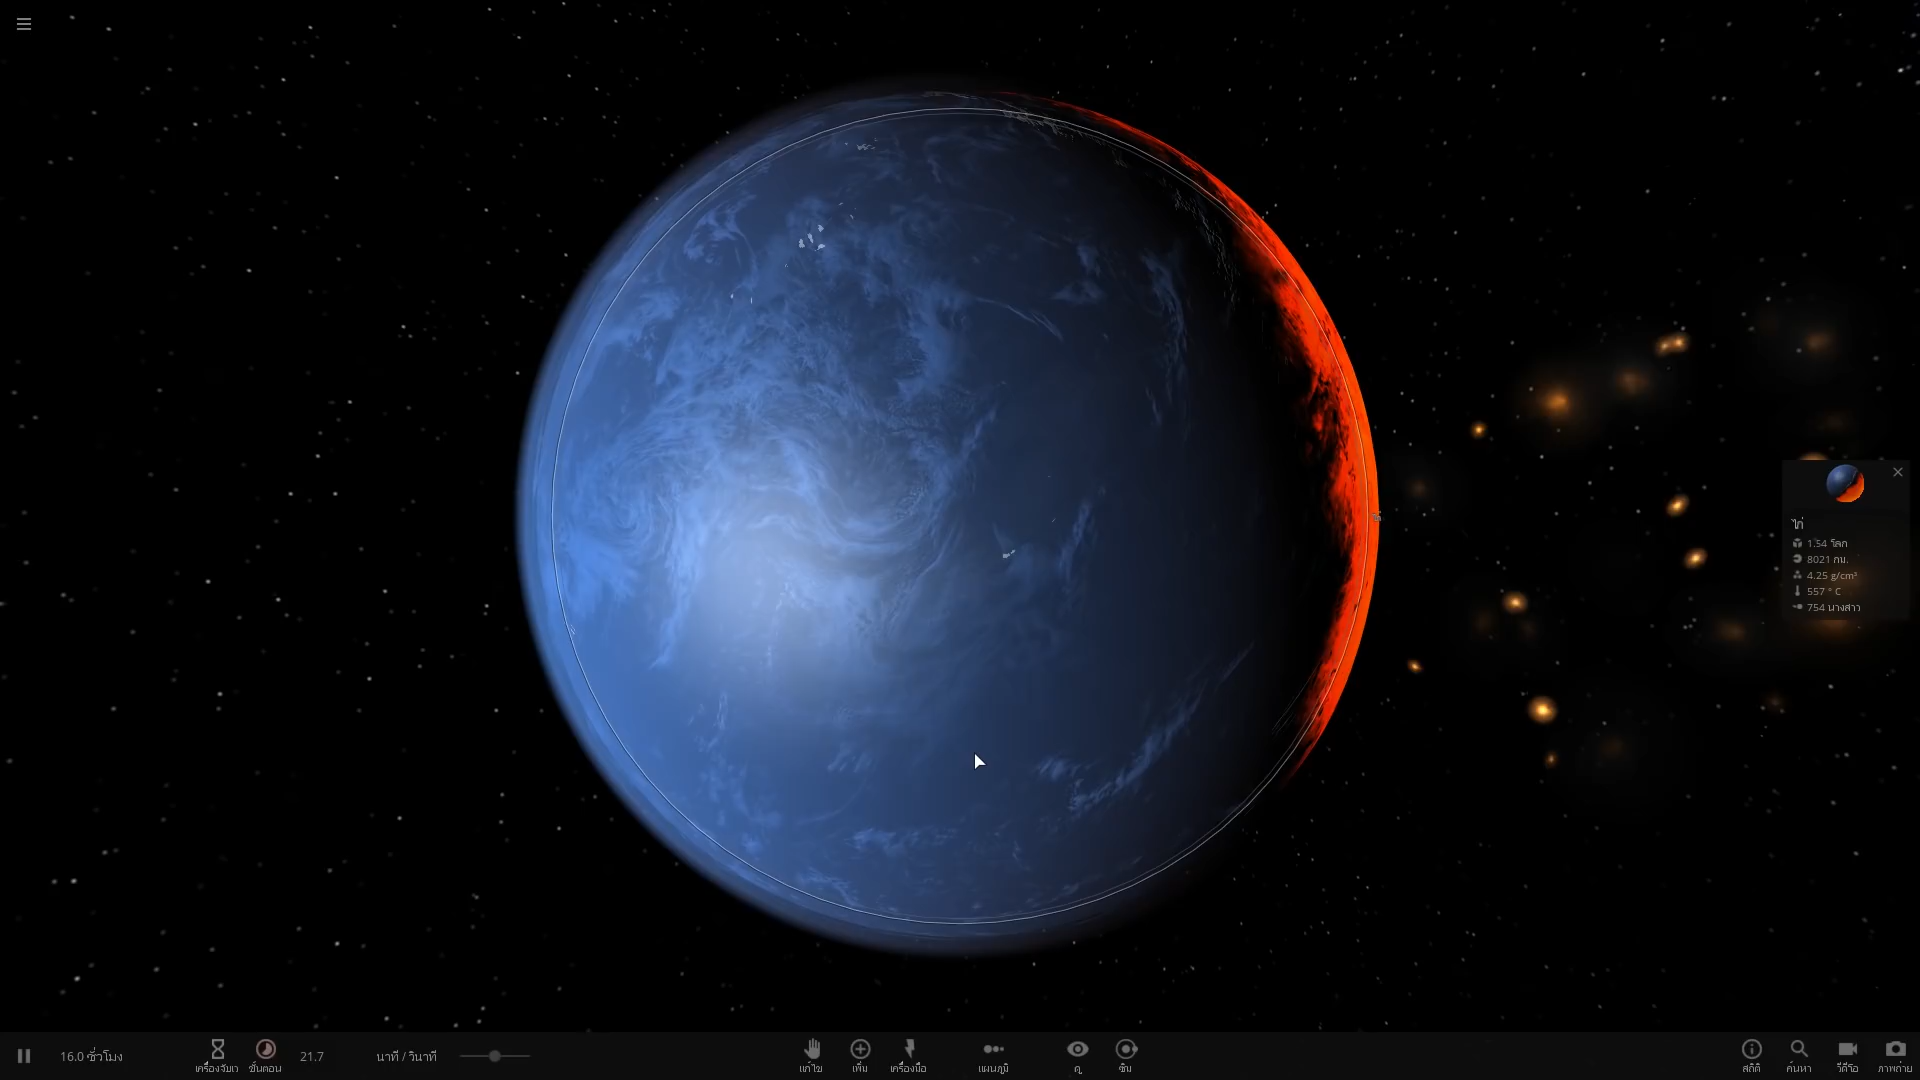 ไก่
1.54 โลก
8021 กม.
4.25 g/cm³
557 ° C
754 นางสาว
16.0 ชั่วโมง
เครื่องจับเว
ขั้นตอน
21.7
นาที / วินาที
แก้ไข
เพิ่ม
เครื่องมือ
แผนภูมิ
ดู
ซิม
สถิติ
ค้นหา
วีดีโอ
ภาพถ่าย